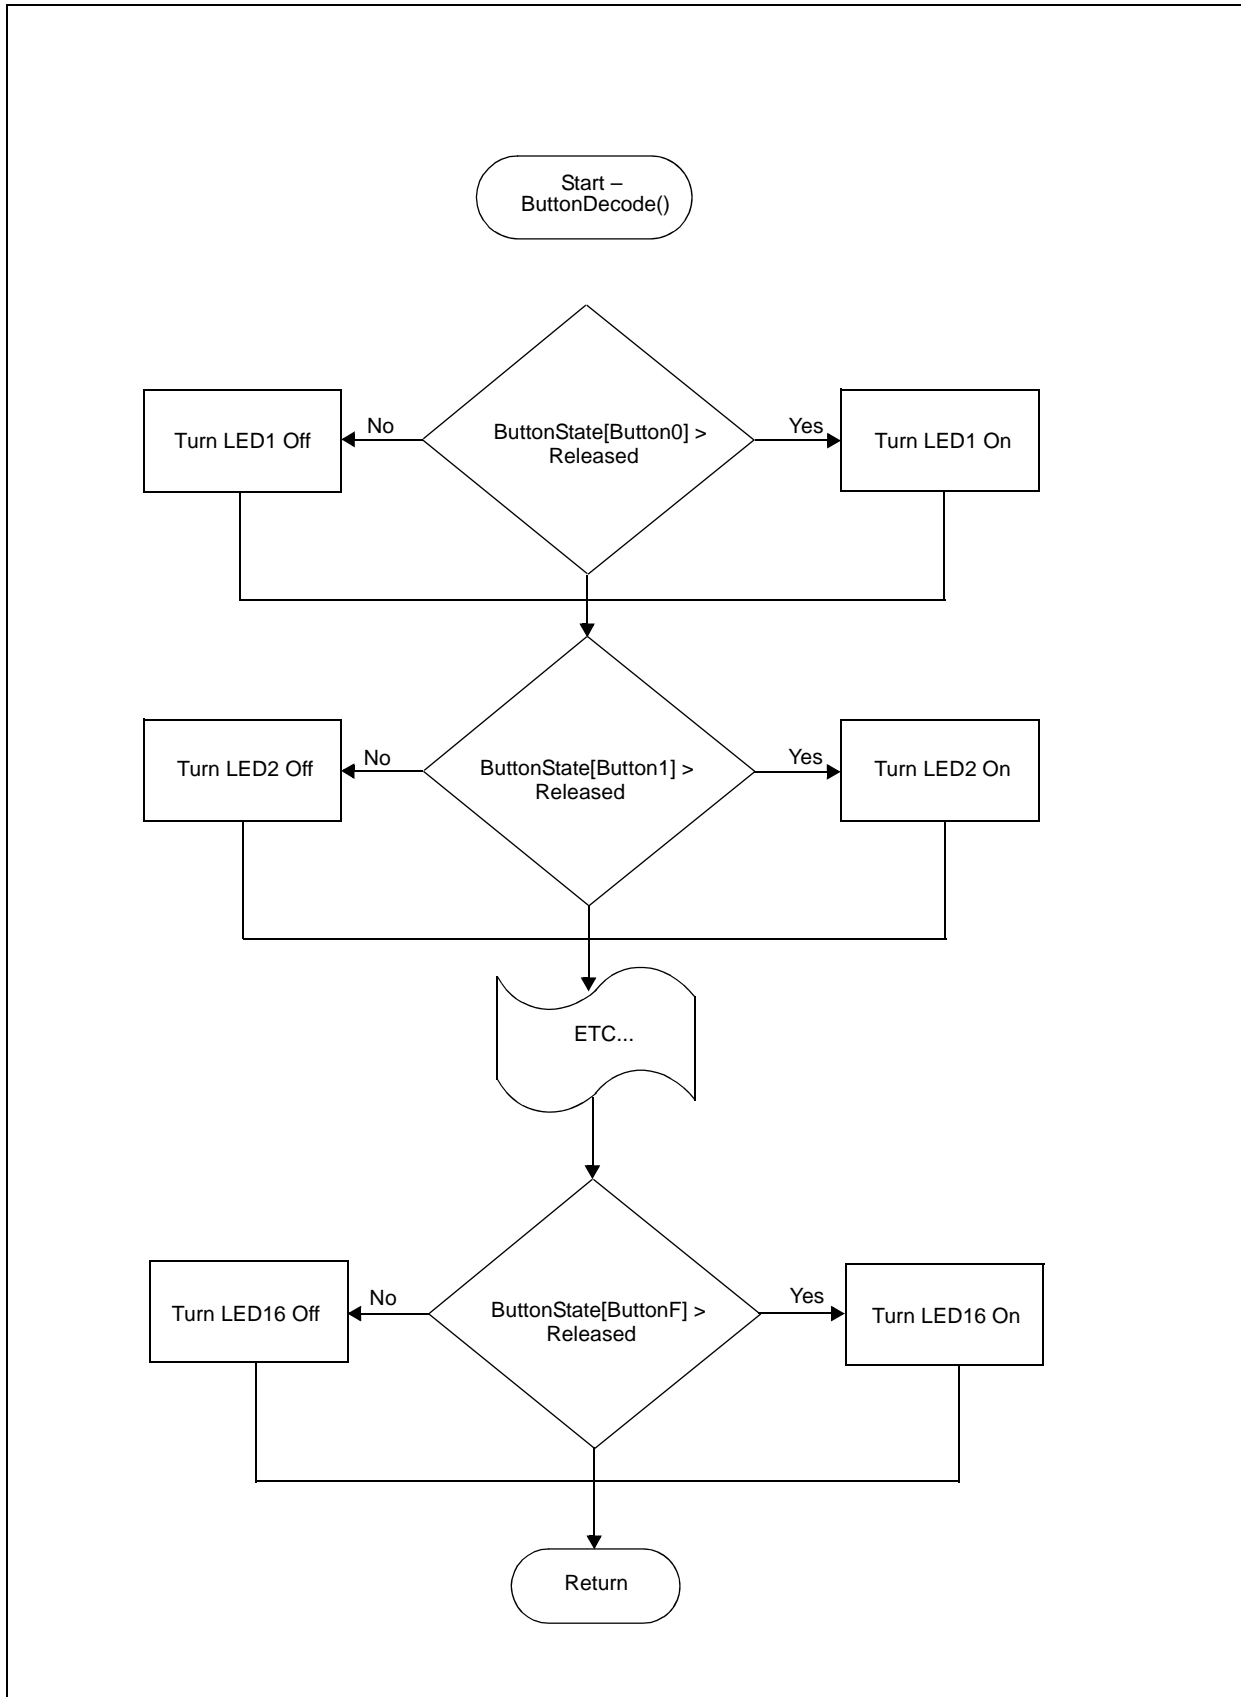 Start –
ButtonDecode()
No
ButtonState[Button0] >
Released
Yes
Turn LED1 Off
Turn LED1 On
No
ButtonState[Button1] >
Released
Yes
Turn LED2 Off
Turn LED2 On
ETC...
No
ButtonState[ButtonF] >
Released
Yes
Turn LED16 Off
Turn LED16 On
Return